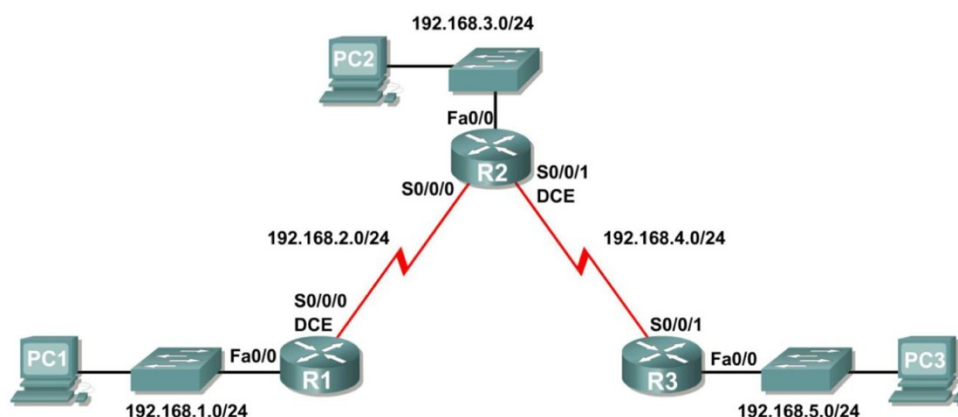 192.168.3.0/24
PC2
Fa0/0
R2
S0/0/0
S0/0/1
DCE
192.168.2.0/24
192.168.4.0/24
S0/0/0
DCE
S0/0/1
PC1
Fa0/0
R1
R3
Fa0/0
PC3
192.168.1.0/24
192.168.5.0/24